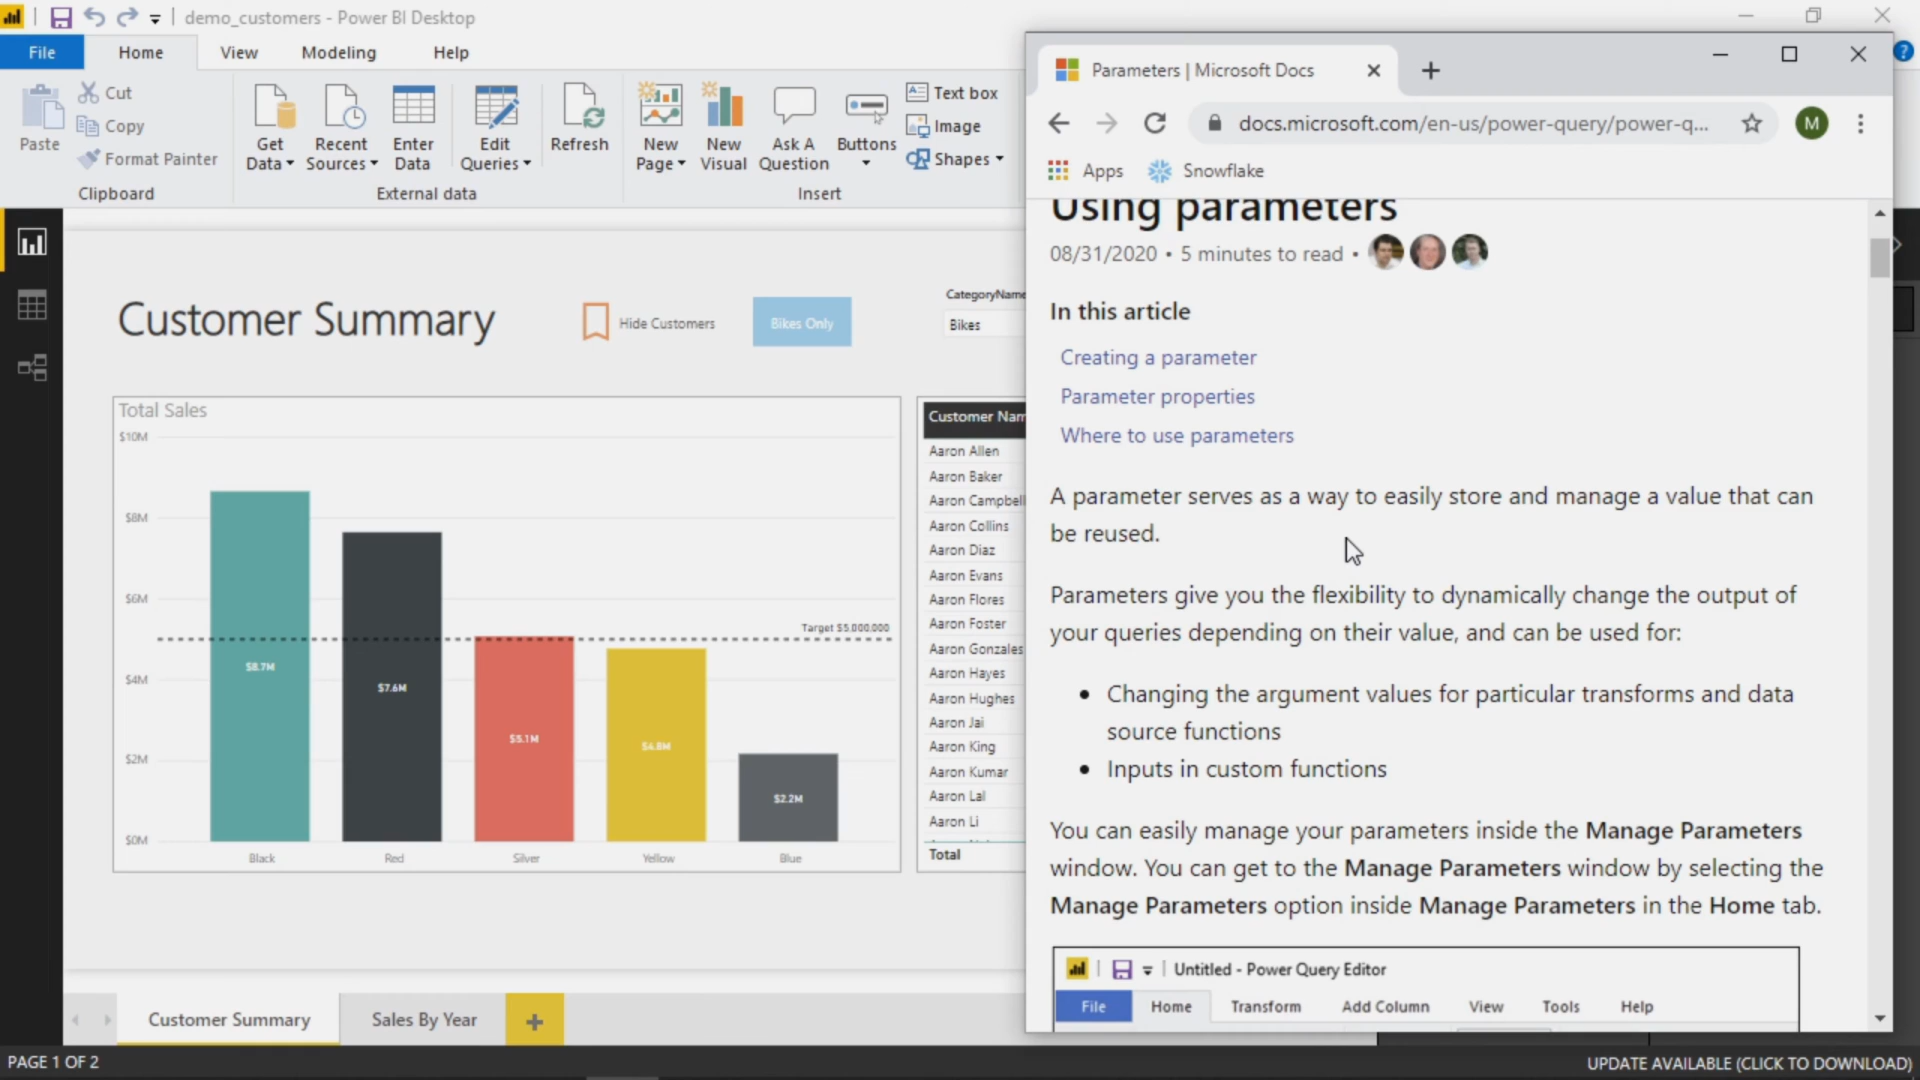 demo_customers - Power BI Desktop
File
Home
View
Modeling
Help
Paste
Cut
Copy
Format Painter
Clipboard
Get Data
Recent Sources
Enter Data
Edit Queries
Refresh
External data
New Page
New Visual
Ask A Question
Buttons
Text box
Image
Shapes
Insert
Customer Summary
Hide Customers
Bikes Only
CategoryName
Bikes
Total Sales
$10M
$8M
$6M
$4M
$2M
$0M
Target $5,000,000
$8.7M
$7.6M
$5.1M
$4.8M
$2.2M
Black
Red
Silver
Yellow
Blue
Customer Nam
Aaron Allen
Aaron Baker
Aaron Campbell
Aaron Collins
Aaron Diaz
Aaron Evans
Aaron Flores
Aaron Foster
Aaron Gonzales
Aaron Hayes
Aaron Hughes
Aaron Jai
Aaron King
Aaron Kumar
Aaron Lal
Aaron Li
Total
Customer Summary
Sales By Year
+
PAGE 1 OF 2
UPDATE AVAILABLE (CLICK TO DOWNLOAD)
Parameters | Microsoft Docs
docs.microsoft.com/en-us/power-query/power-q...
M
Apps
Snowflake
Using parameters
08/31/2020 • 5 minutes to read •
In this article
Creating a parameter
Parameter properties
Where to use parameters
A parameter serves as a way to easily store and manage a value that can
be reused.
Parameters give you the flexibility to dynamically change the output of
your queries depending on their value, and can be used for:
• Changing the argument values for particular transforms and data
source functions
• Inputs in custom functions
You can easily manage your parameters inside the Manage Parameters
window. You can get to the Manage Parameters window by selecting the
Manage Parameters option inside Manage Parameters in the Home tab.
Untitled - Power Query Editor
File
Home
Transform
Add Column
View
Tools
Help